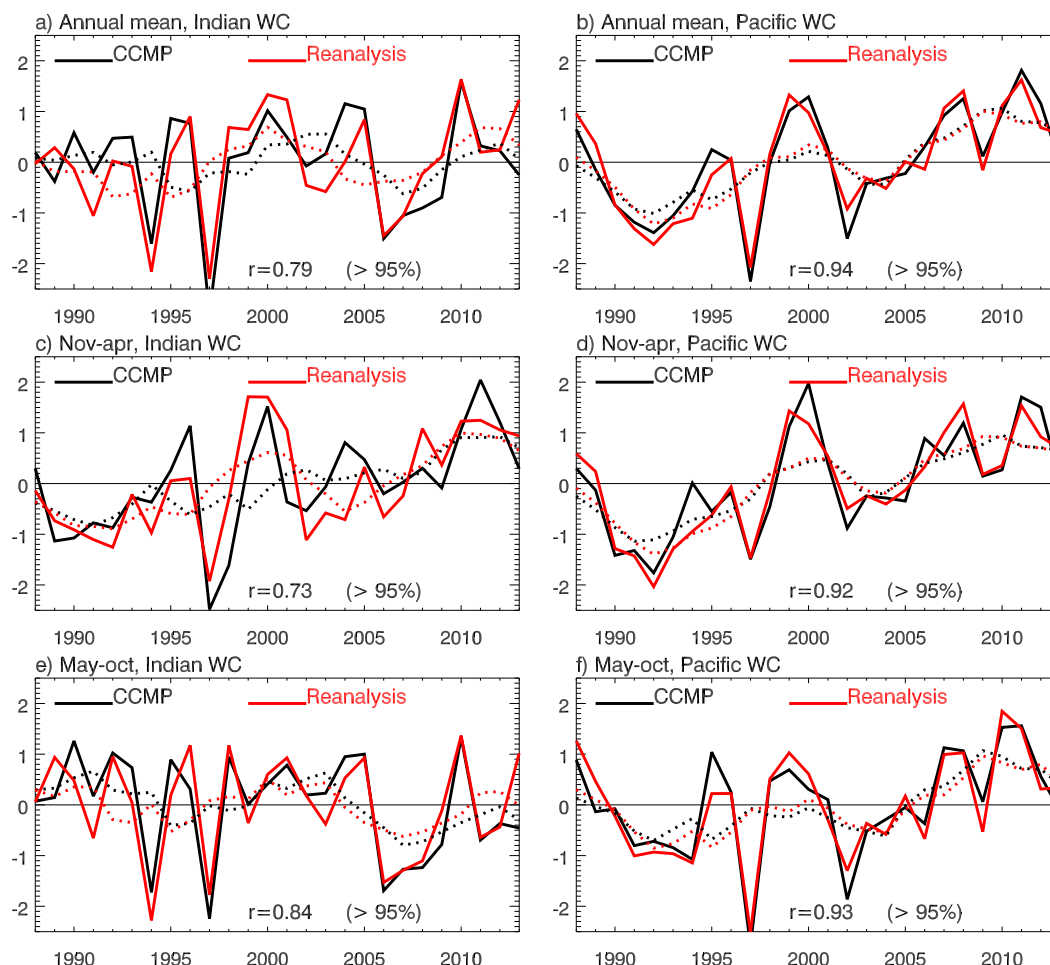 a) Annual mean, Indian WC
CCMP Reanalysis
2
1
0
-1
-2
r=0.79 (> 95%)
1990 1995 2000 2005 2010
b) Annual mean, Pacific WC
CCMP Reanalysis
2
1
0
-1
-2
r=0.94 (> 95%)
1990 1995 2000 2005 2010
c) Nov-apr, Indian WC
CCMP Reanalysis
2
1
0
-1
-2
r=0.73 (> 95%)
1990 1995 2000 2005 2010
d) Nov-apr, Pacific WC
CCMP Reanalysis
2
1
0
-1
-2
r=0.92 (> 95%)
1990 1995 2000 2005 2010
e) May-oct, Indian WC
CCMP Reanalysis
2
1
0
-1
-2
r=0.84 (> 95%)
1990 1995 2000 2005 2010
f) May-oct, Pacific WC
CCMP Reanalysis
2
1
0
-1
-2
r=0.93 (> 95%)
1990 1995 2000 2005 2010